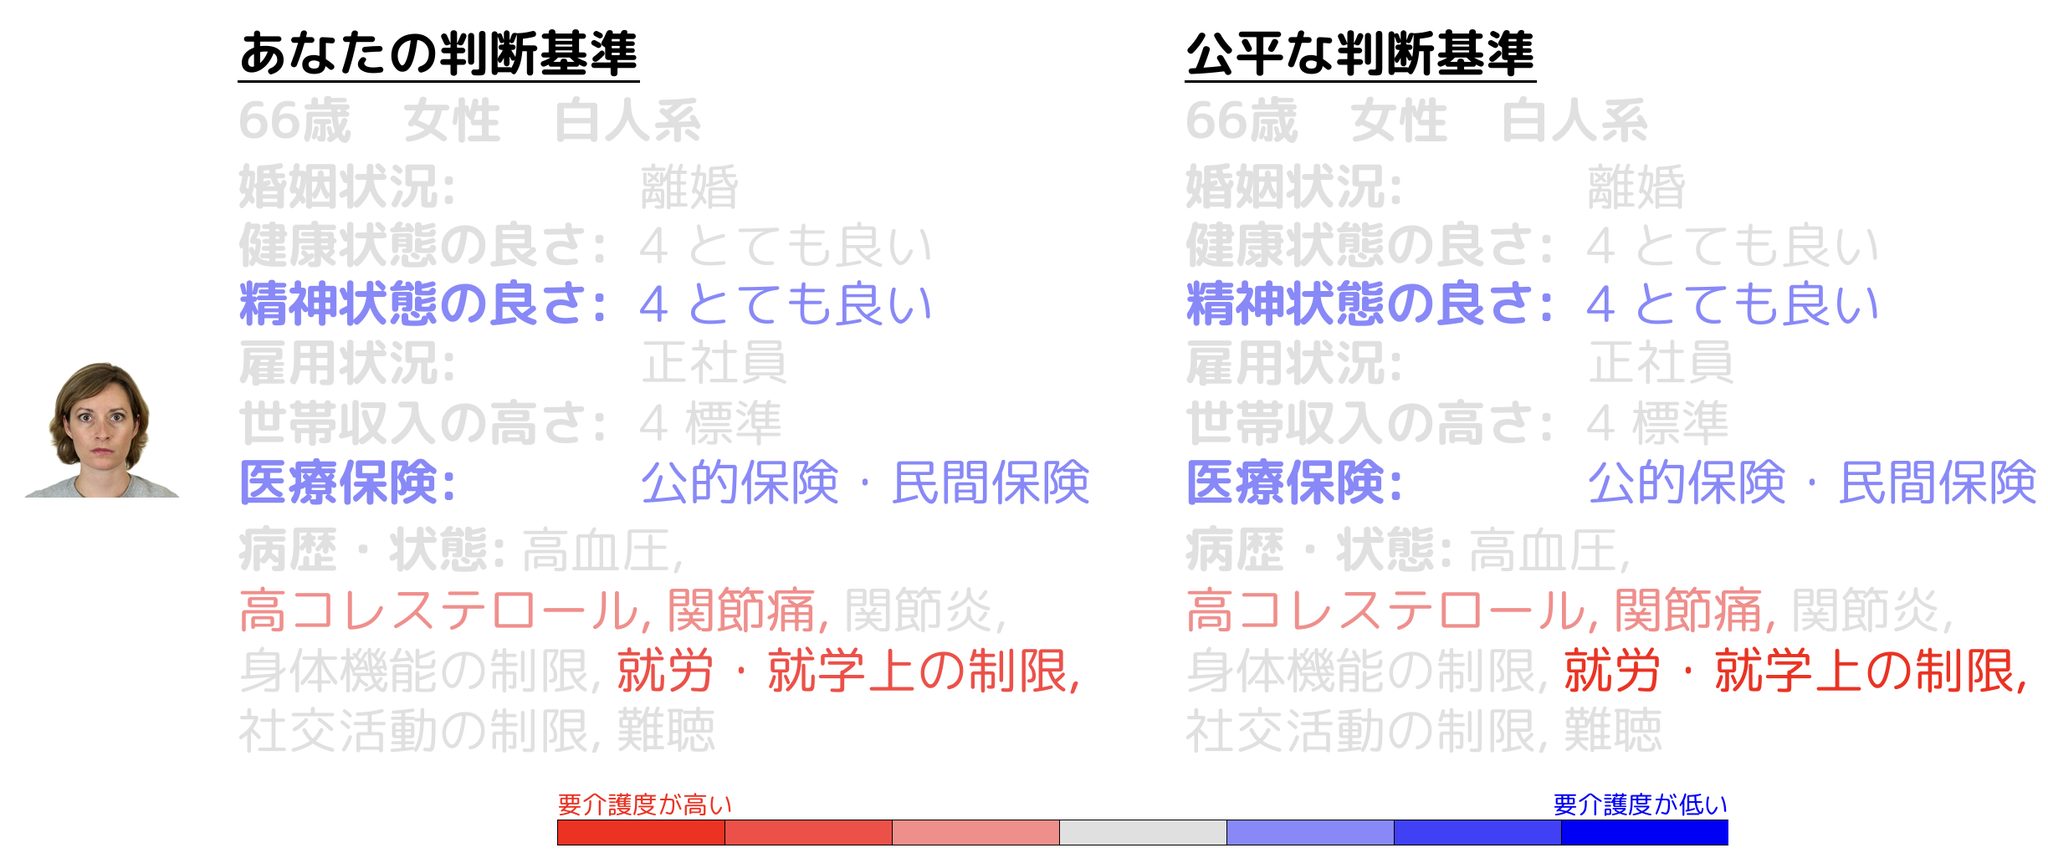 あなたの判断基準
66歳　女性　白人系
婚姻状況: 離婚
健康状態の良さ: 4 とても良い
精神状態の良さ: 4 とても良い
雇用状況: 正社員
世帯収入の高さ: 4 標準
医療保険: 公的保険・民間保険
病歴・状態: 高血圧,
高コレステロール, 関節痛, 関節炎,
身体機能の制限, 就労・就学上の制限,
社交活動の制限, 難聴
公平な判断基準
66歳　女性　白人系
婚姻状況: 離婚
健康状態の良さ: 4 とても良い
精神状態の良さ: 4 とても良い
雇用状況: 正社員
世帯収入の高さ: 4 標準
医療保険: 公的保険・民間保険
病歴・状態: 高血圧,
高コレステロール, 関節痛, 関節炎,
身体機能の制限, 就労・就学上の制限,
社交活動の制限, 難聴
要介護度が高い
要介護度が低い